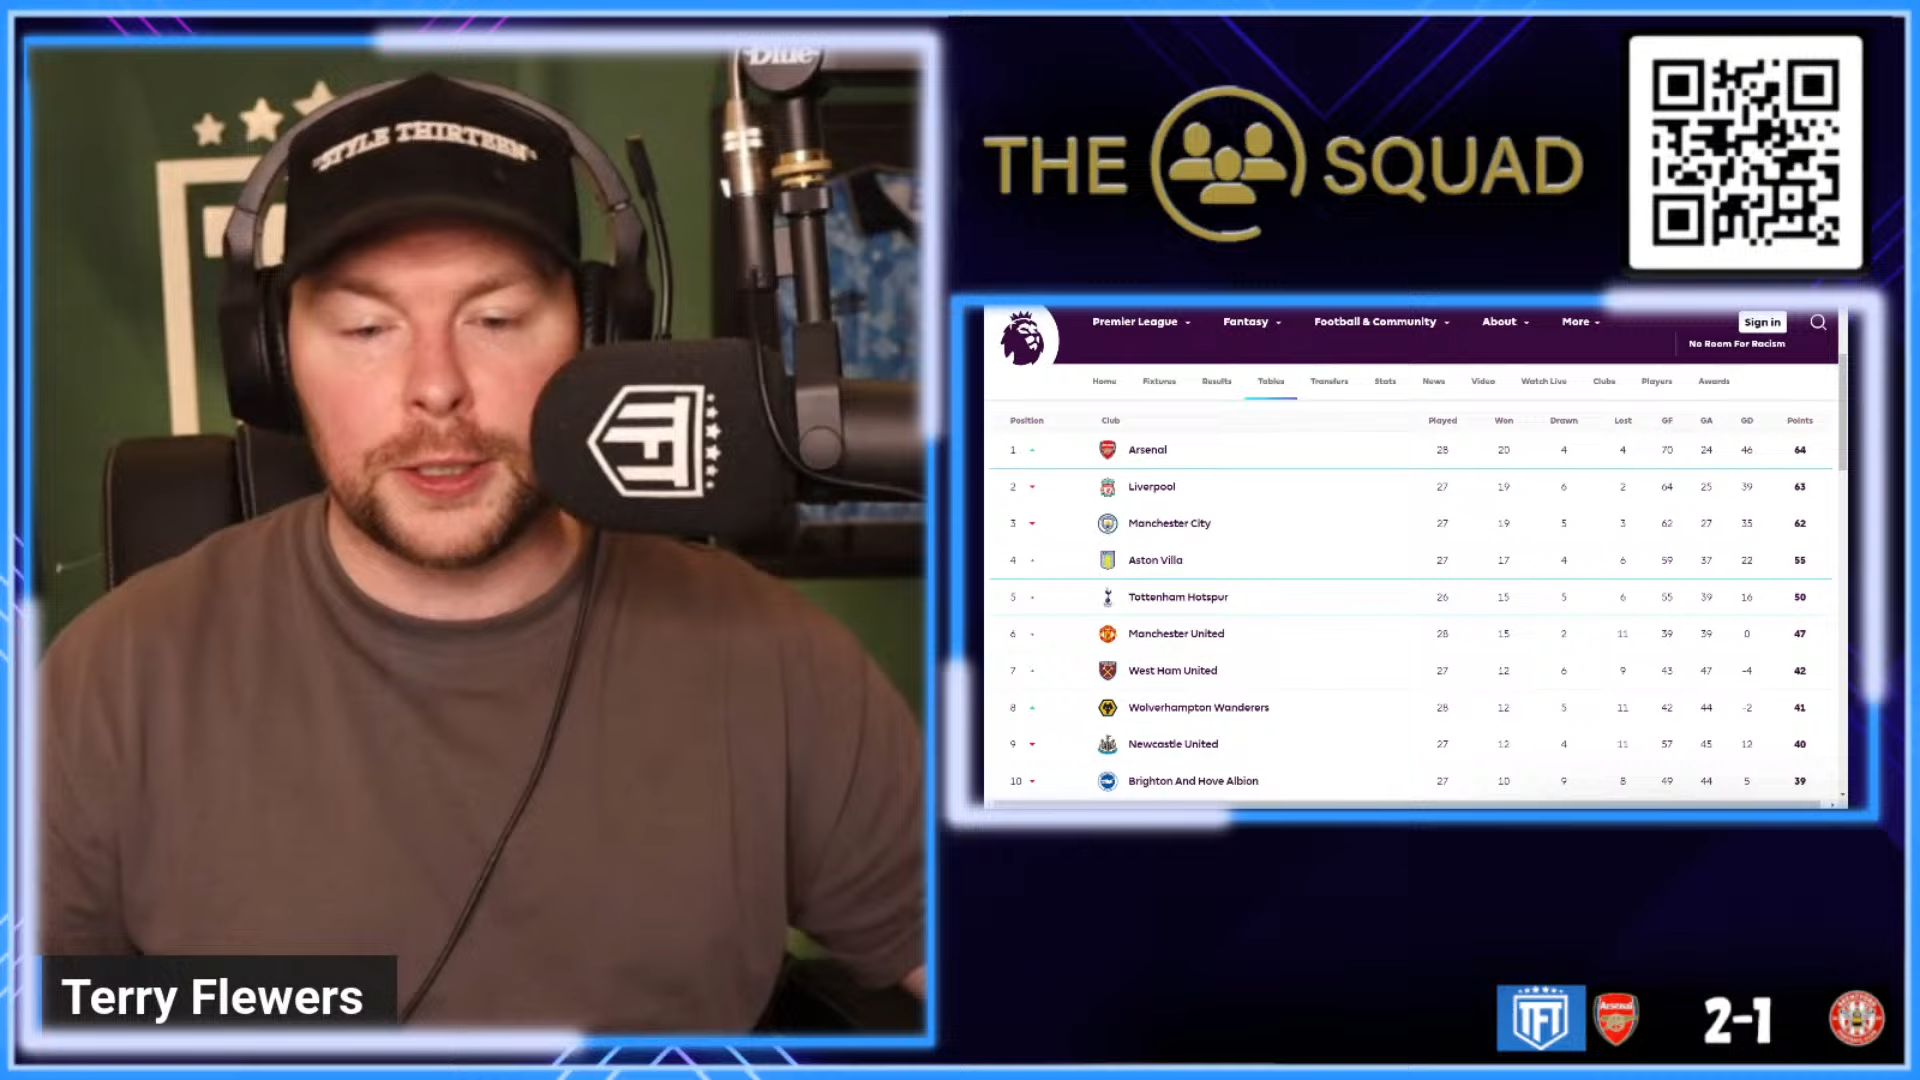 Blue
"STYLE THIRTEEN"
TFT
Terry Flewers
THE SQUAD
Premier League Fantasy Football & Community About More Sign in
No Room For Racism
Home Fixtures Results Tables Transfers Stats News Video Watch Live Clubs Players Awards
Position Club Played Won Drawn Lost GF GA GD Points
1 Arsenal 28 20 4 4 70 24 46 64
2 Liverpool 27 19 6 2 64 25 39 63
3 Manchester City 27 19 5 3 62 27 35 62
4 Aston Villa 27 17 4 6 59 37 22 55
5 Tottenham Hotspur 26 15 5 6 55 39 16 50
6 Manchester United 28 15 2 11 39 39 0 47
7 West Ham United 27 12 6 9 43 47 -4 42
8 Wolverhampton Wanderers 28 12 5 11 42 44 -2 41
9 Newcastle United 27 12 4 11 57 45 12 40
10 Brighton And Hove Albion 27 10 9 8 49 44 5 39
TFT Arsenal 2-1